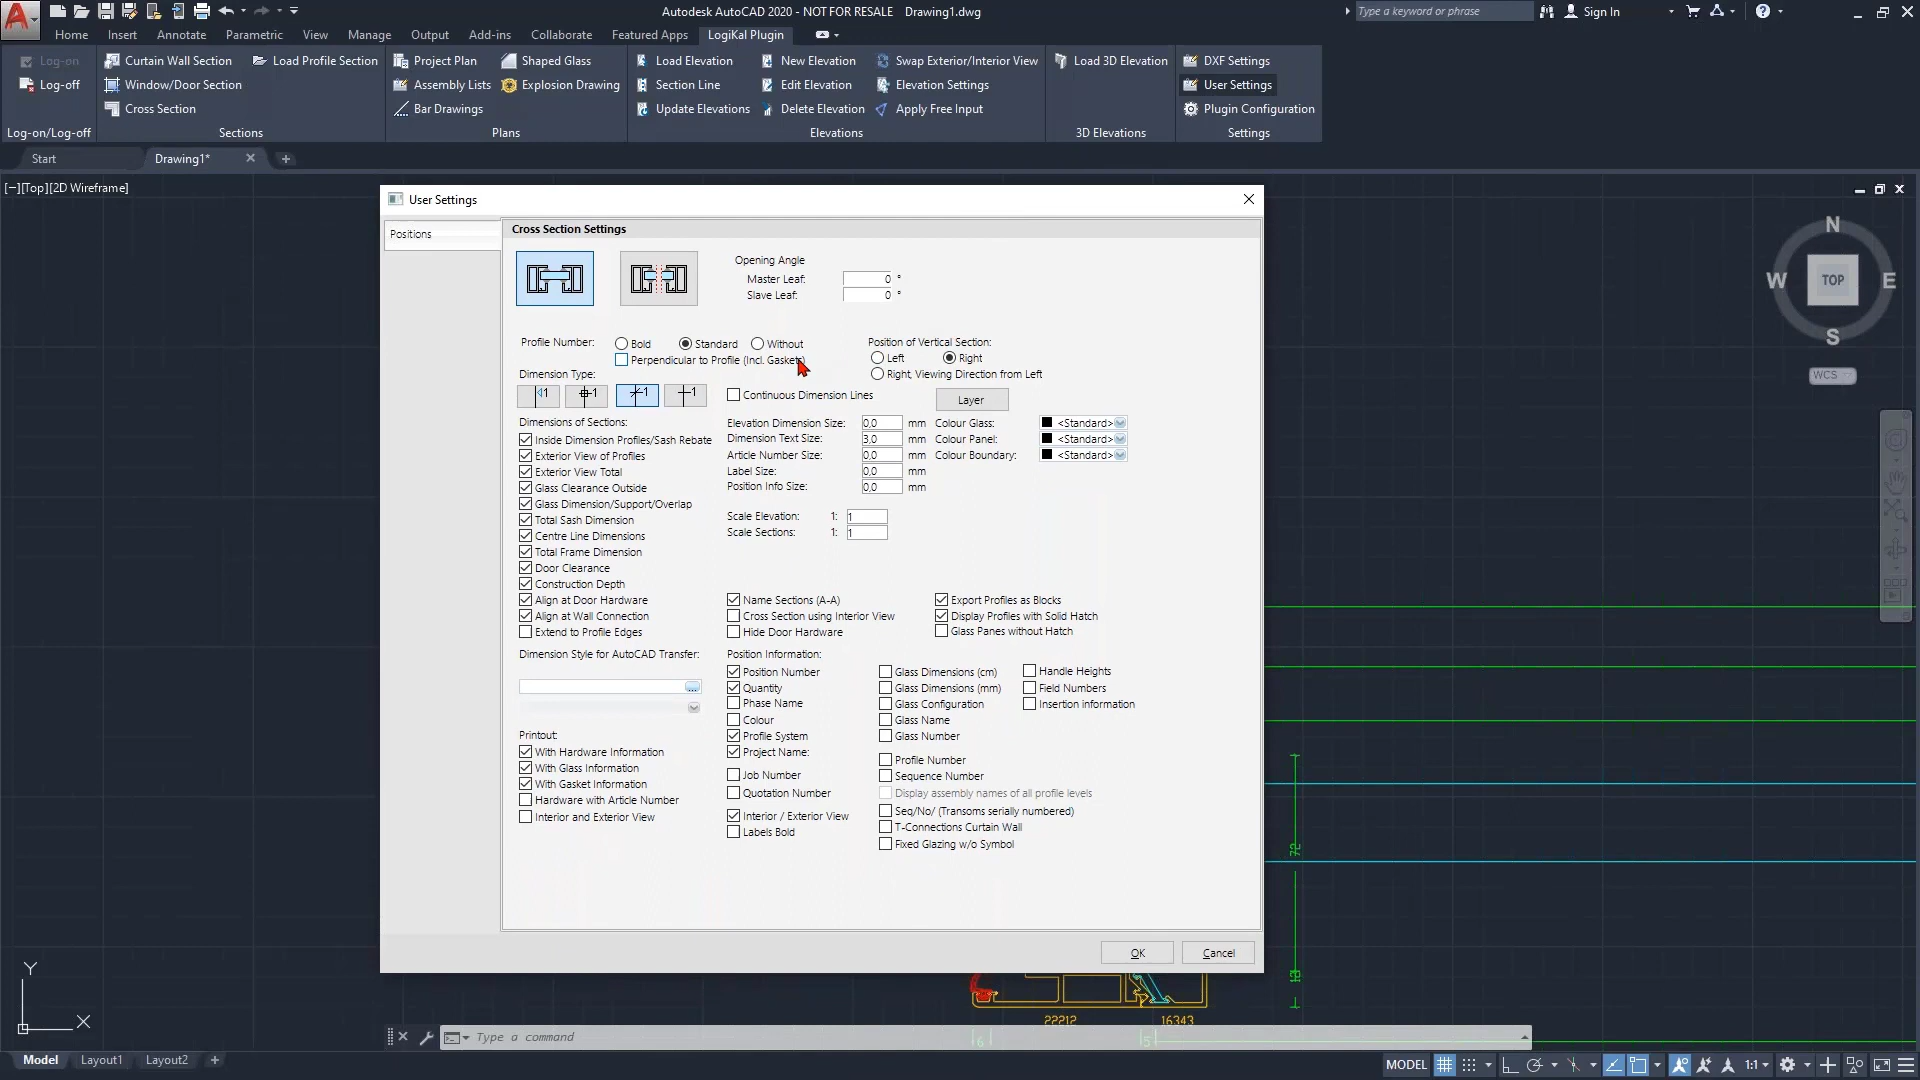 Autodesk AutoCAD 2020 - NOT FOR RESALE Drawing1.dwg
Type a keyword or phrase
Sign In
Home Insert Annotate Parametric View Manage Output Add-ins Collaborate Featured Apps LogiKal Plugin
Log-on Curtain Wall Section Load Profile Section Project Plan Shaped Glass Load Elevation New Elevation Swap Exterior/Interior View Load 3D Elevation DXF Settings
Log-off Window/Door Section Assembly Lists Explosion Drawing Section Line Edit Elevation Elevation Settings User Settings
Cross Section Bar Drawings Update Elevations Delete Elevation Apply Free Input Plugin Configuration
Log-on/Log-off Sections Plans Elevations 3D Elevations Settings
Start Drawing1*
[−][Top][2D Wireframe]
User Settings
Positions
Cross Section Settings
Opening Angle
Master Leaf: 0 °
Slave Leaf: 0 °
Profile Number: Bold Standard Without Position of Vertical Section:
Perpendicular to Profile (Incl. Gaskets) Left Right
Dimension Type: Right, Viewing Direction from Left
1 1 1 1 Continuous Dimension Lines Layer
Dimensions of Sections: Elevation Dimension Size: 0,0 mm Colour Glass: <Standard>
Inside Dimension Profiles/Sash Rebate Dimension Text Size: 3,0 mm Colour Panel: <Standard>
Exterior View of Profiles Article Number Size: 0,0 mm Colour Boundary: <Standard>
Exterior View Total Label Size: 0,0 mm
Glass Clearance Outside Position Info Size: 0,0 mm
Glass Dimension/Support/Overlap
Total Sash Dimension Scale Elevation: 1: 1
Centre Line Dimensions Scale Sections: 1: 1
Total Frame Dimension
Door Clearance
Construction Depth
Align at Door Hardware Name Sections (A-A) Export Profiles as Blocks
Align at Wall Connection Cross Section using Interior View Display Profiles with Solid Hatch
Extend to Profile Edges Hide Door Hardware Glass Panes without Hatch
Dimension Style for AutoCAD Transfer: Position Information:
Position Number Glass Dimensions (cm) Handle Heights
... Quantity Glass Dimensions (mm) Field Numbers
Phase Name Glass Configuration Insertion information
Colour Glass Name
Printout: Profile System Glass Number
With Hardware Information Project Name: Profile Number
With Glass Information Job Number Sequence Number
With Gasket Information Quotation Number Display assembly names of all profile levels
Hardware with Article Number Interior / Exterior View Seq/No/ (Transoms serially numbered)
Interior and Exterior View Labels Bold T-Connections Curtain Wall
Fixed Glazing w/o Symbol
OK Cancel
N
W TOP E
S
WCS
72
13
22212 16343
Y
X
Type a command
6 5
Model Layout1 Layout2
MODEL 1:1